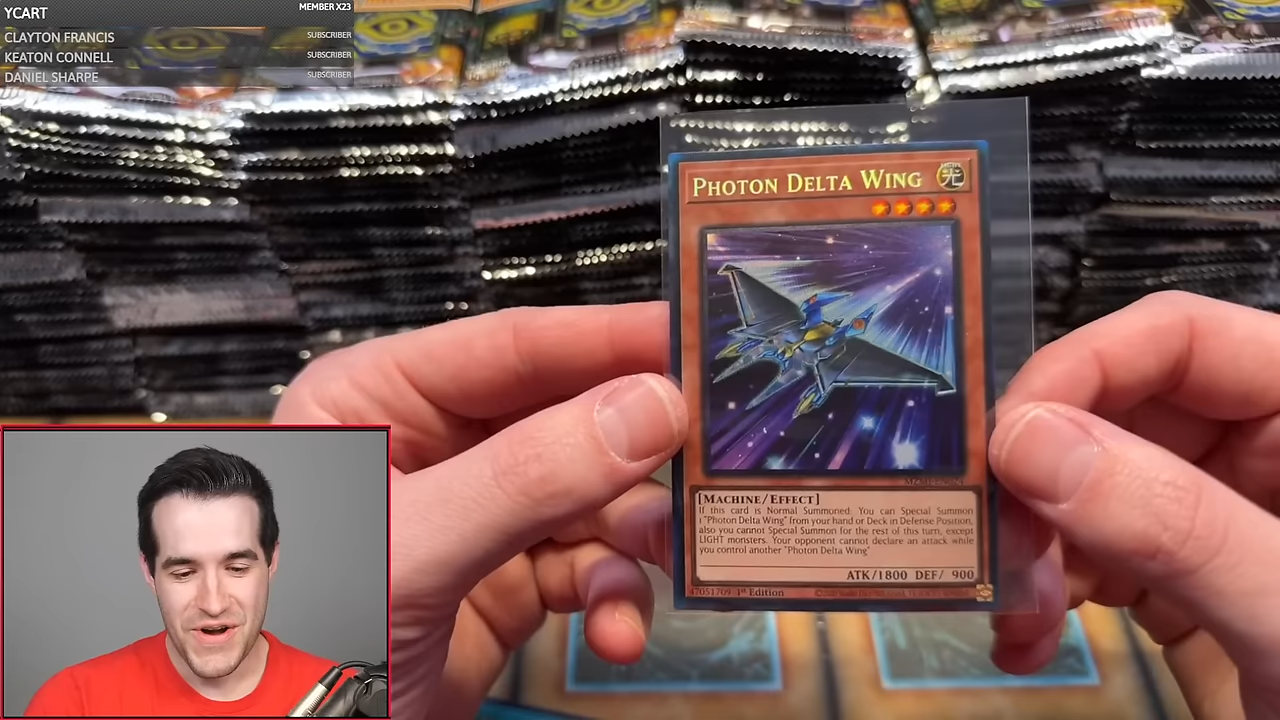 YCART
MEMBER X23
CLAYTON FRANCIS
SUBSCRIBER
KEATON CONNELL
SUBSCRIBER
DANIEL SHARPE
SUBSCRIBER
PHOTON DELTA WING
LIGHT
光
[MACHINE/EFFECT]
If this card is Normal Summoned: You can Special Summon
1 "Photon Delta Wing" from your hand or Deck in Defense Position,
also you cannot Special Summon for the rest of this turn, except
LIGHT monsters. Your opponent cannot declare an attack while
you control another "Photon Delta Wing"
ATK/1800 DEF/ 900
47051709 1st Edition